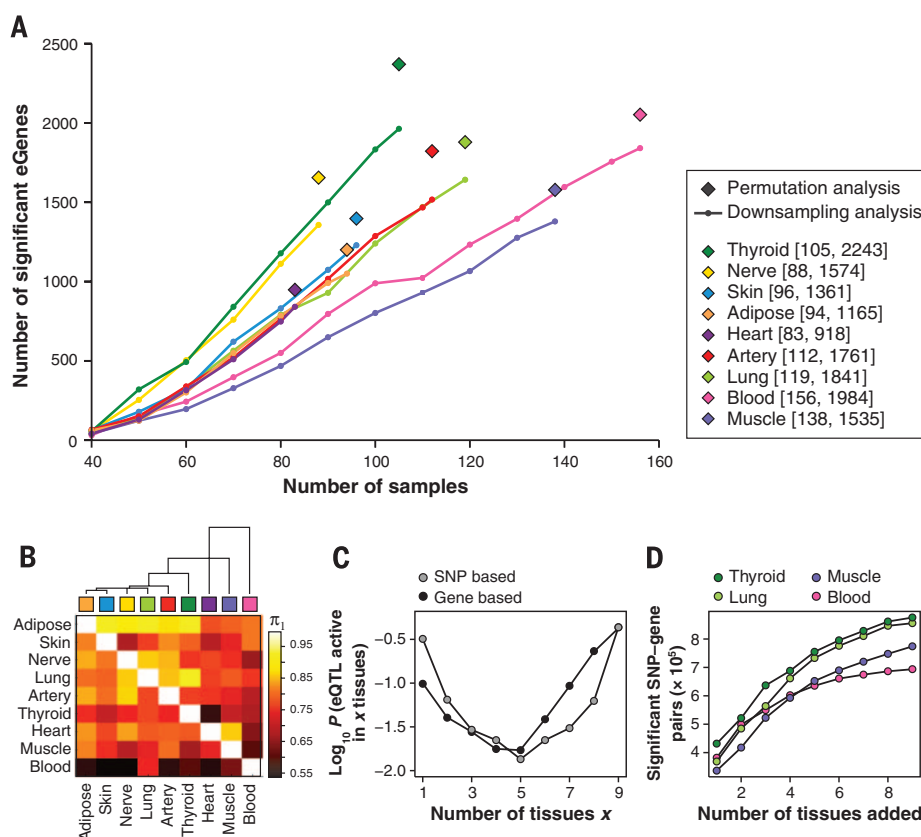 A
Number of significant eGenes
2500
2000
1500
1000
500
0
40 60 80 100 120 140 160
Number of samples
Permutation analysis
Downsampling analysis
Thyroid [105, 2243]
Nerve [88, 1574]
Skin [96, 1361]
Adipose [94, 1165]
Heart [83, 918]
Artery [112, 1761]
Lung [119, 1841]
Blood [156, 1984]
Muscle [138, 1535]
B
π1
Adipose
Skin
Nerve
Lung
Artery
Thyroid
Heart
Muscle
Blood
0.95
0.85
0.75
0.65
0.55
Adipose
Skin
Nerve
Lung
Artery
Thyroid
Heart
Muscle
Blood
C
SNP based
Gene based
Log10 P (eQTL active
in x tissues)
−0.5
−1.0
−1.5
−2.0
1 3 5 7 9
Number of tissues x
D
Thyroid Muscle
Lung Blood
Significant SNP–gene
pairs (× 10⁵)
8
7
6
5
4
2 4 6 8
Number of tissues added